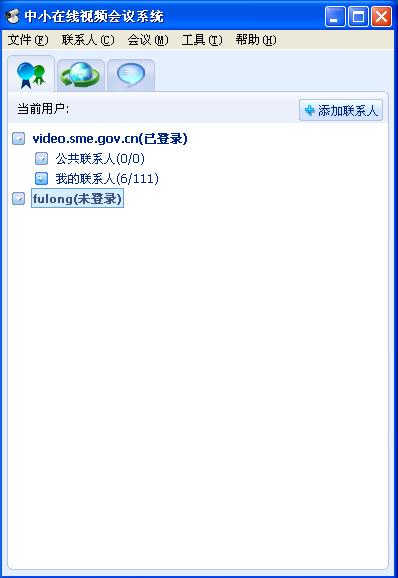 中小在线视频会议系统
文件(F) 联系人(C) 会议(M) 工具(T) 帮助(H)
当前用户: 添加联系人
video.sme.gov.cn(已登录)
公共联系人(0/0)
我的联系人(6/111)
fulong(未登录)